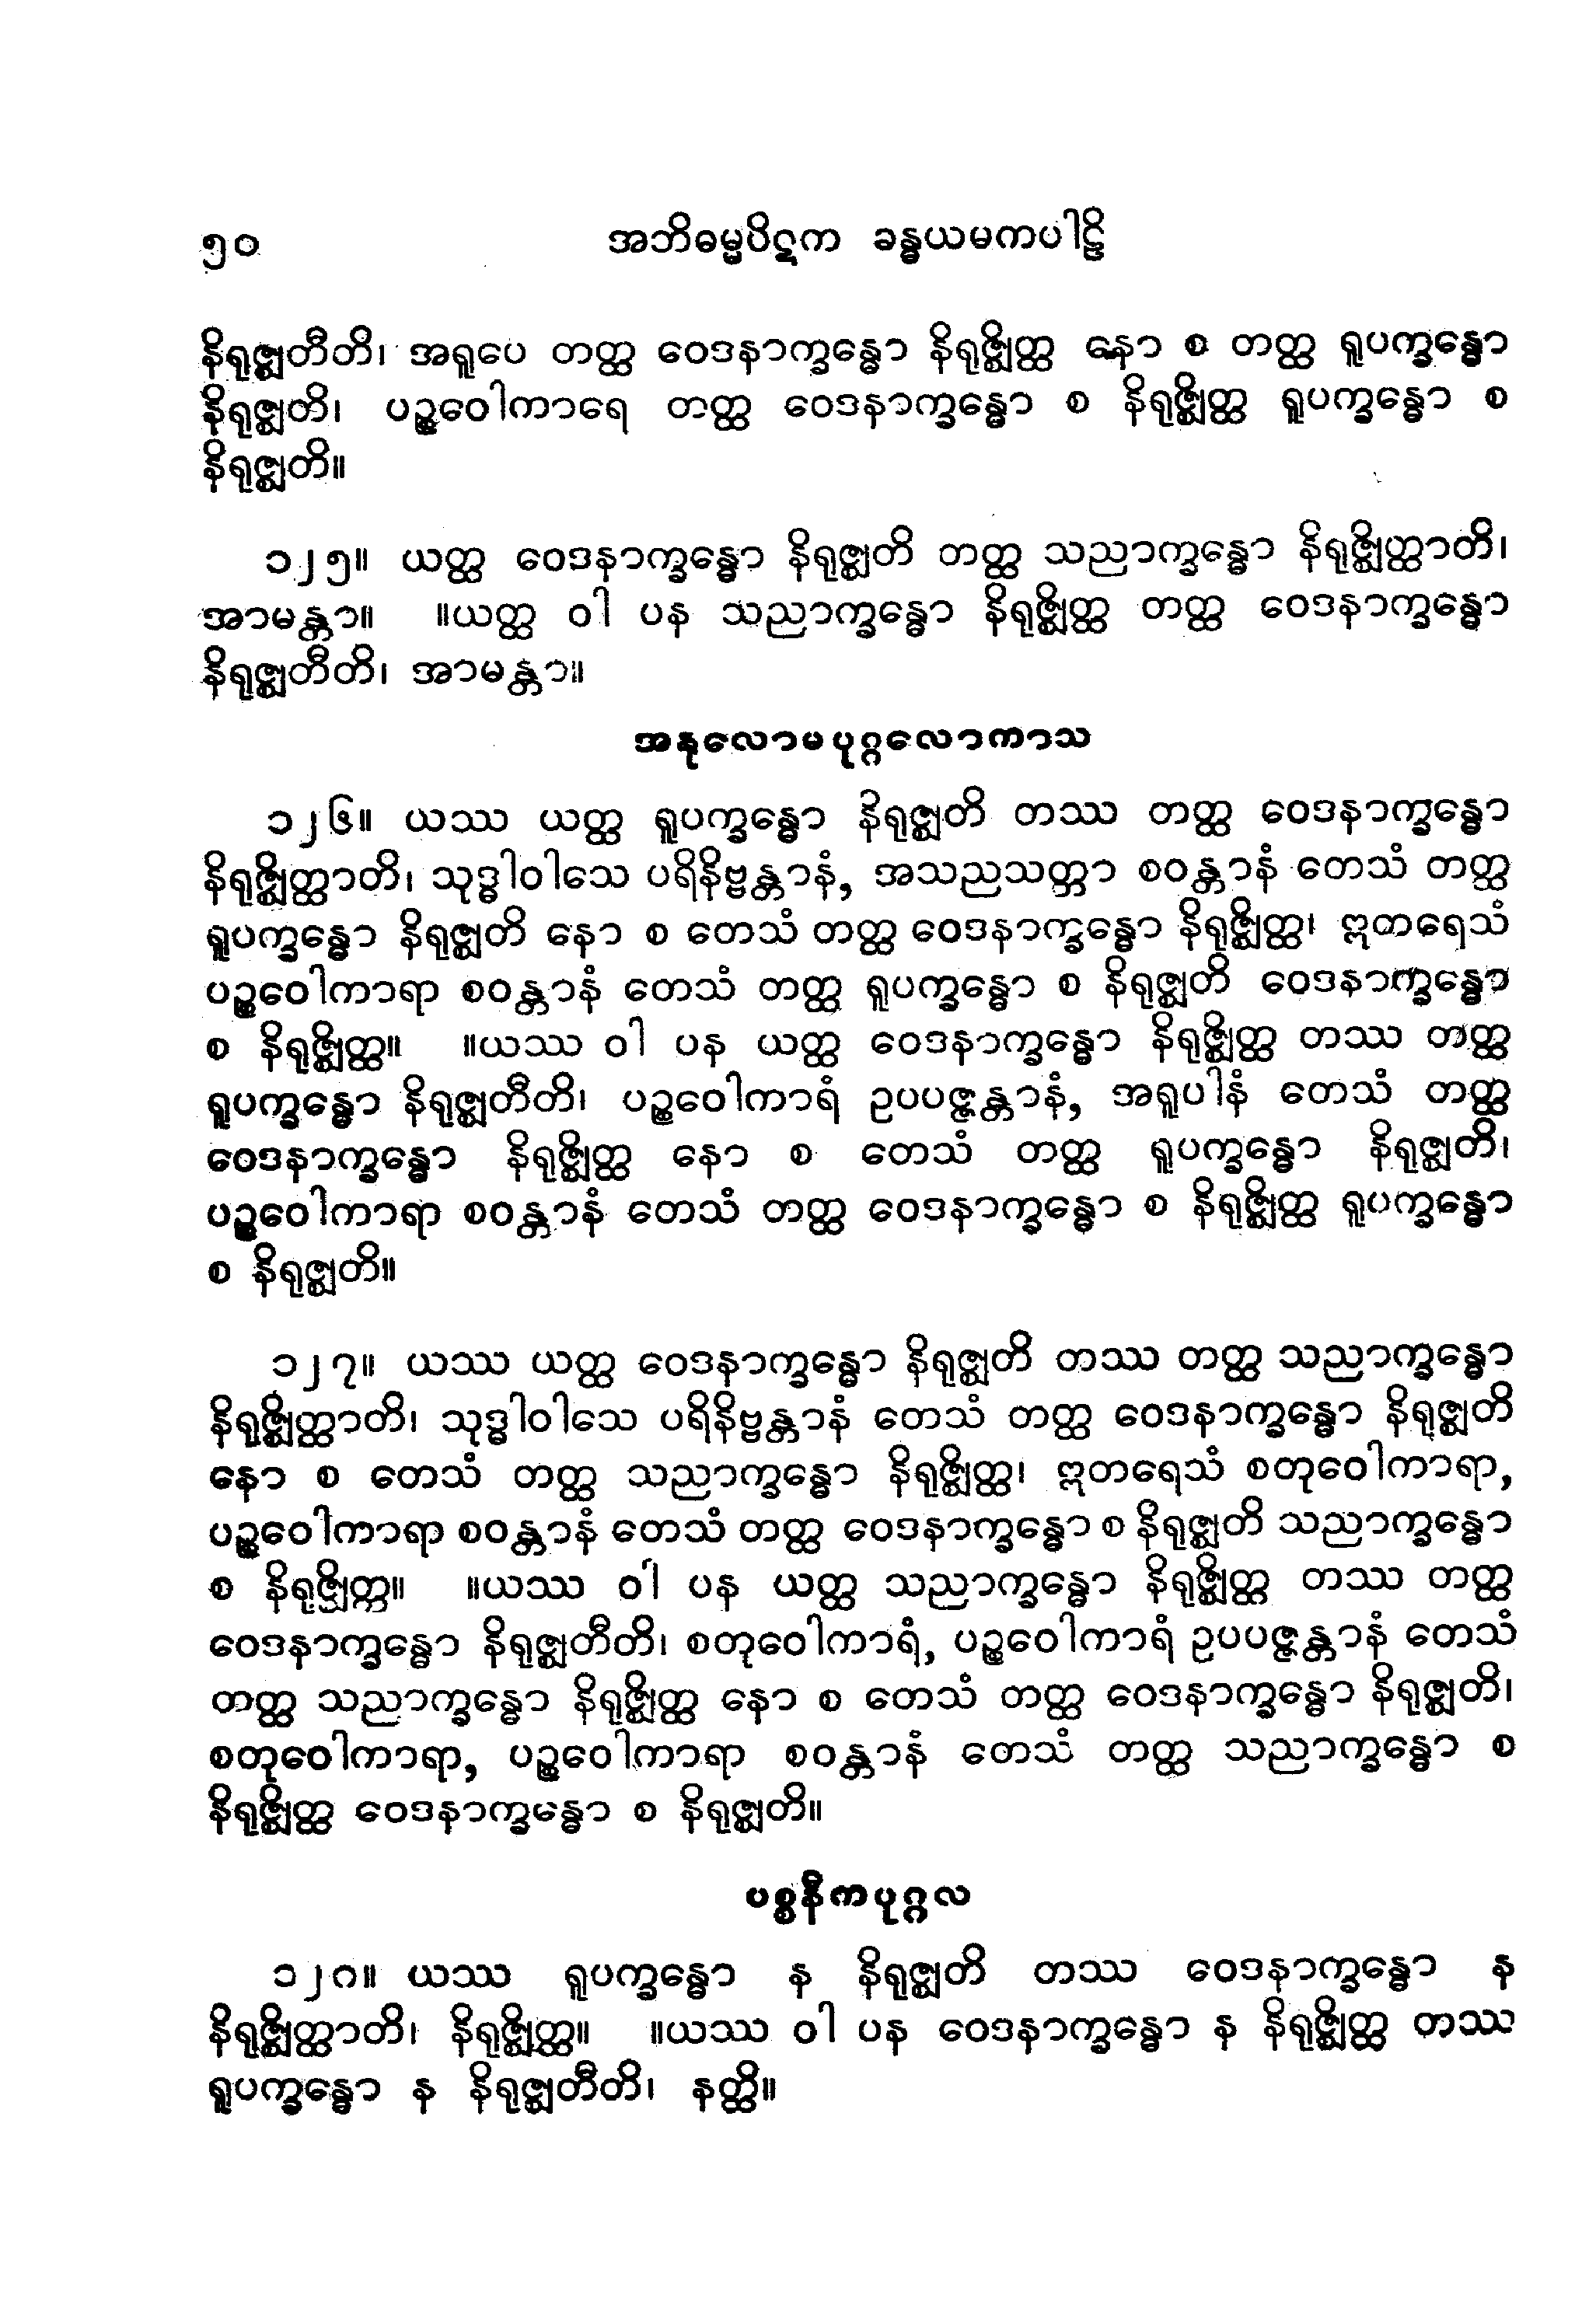 ၅၀ အဘိဓမ္မပိဋက ခန္ဓယမကပါဠိ
နိရုဇ္ဈတီတိ၊ အရူပေ တတ္ထ ဝေဒနာက္ခန္ဓော နိရုဇ္ဈိတ္ထ နော စ တတ္ထ ရူပက္ခန္ဓော
နိရုဇ္ဈတိ၊ ပဉ္စဝေါကာရေ တတ္ထ ဝေဒနာက္ခန္ဓော စ နိရုဇ္ဈိတ္ထ ရူပက္ခန္ဓော စ
နိရုဇ္ဈတိ။
၁၂၅။ ယတ္ထ ဝေဒနာက္ခန္ဓော နိရုဇ္ဈတိ တတ္ထ သညာက္ခန္ဓော နိရုဇ္ဈိတ္ထာတိ၊
အာမန္တာ။ ။ယတ္ထ ဝါ ပန သညာက္ခန္ဓော နိရုဇ္ဈိတ္ထ တတ္ထ ဝေဒနာက္ခန္ဓော
နိရုဇ္ဈတီတိ၊ အာမန္တာ။
အနုလောမပုဂ္ဂလောကာသ
၁၂၆။ ယဿ ယတ္ထ ရူပက္ခန္ဓော နိရုဇ္ဈတိ တဿ တတ္ထ ဝေဒနာက္ခန္ဓော
နိရုဇ္ဈိတ္ထာတိ၊ သုဒ္ဓါဝါသေ ပရိနိဗ္ဗန္တာနံ, အသညသတ္တာ စဝန္တာနံ တေသံ တတ္ထ
ရူပက္ခန္ဓော နိရုဇ္ဈတိ နော စ တေသံ တတ္ထ ဝေဒနာက္ခန္ဓော နိရုဇ္ဈိတ္ထ၊ ဣတရေသံ
ပဉ္စဝေါကာရာ စဝန္တာနံ တေသံ တတ္ထ ရူပက္ခန္ဓော စ နိရုဇ္ဈတိ ဝေဒနာက္ခန္ဓော
စ နိရုဇ္ဈိတ္ထ။ ။ယဿ ဝါ ပန ယတ္ထ ဝေဒနာက္ခန္ဓော နိရုဇ္ဈိတ္ထ တဿ တတ္ထ
ရူပက္ခန္ဓော နိရုဇ္ဈတီတိ၊ ပဉ္စဝေါကာရံ ဥပပဇ္ဇန္တာနံ, အရူပါနံ တေသံ တတ္ထ
ဝေဒနာက္ခန္ဓော နိရုဇ္ဈိတ္ထ နော စ တေသံ တတ္ထ ရူပက္ခန္ဓော နိရုဇ္ဈတိ၊
ပဉ္စဝေါကာရာ စဝန္တာနံ တေသံ တတ္ထ ဝေဒနာက္ခန္ဓော စ နိရုဇ္ဈိတ္ထ ရူပက္ခန္ဓော
စ နိရုဇ္ဈတိ။
၁၂၇။ ယဿ ယတ္ထ ဝေဒနာက္ခန္ဓော နိရုဇ္ဈတိ တဿ တတ္ထ သညာက္ခန္ဓော
နိရုဇ္ဈိတ္ထာတိ၊ သုဒ္ဓါဝါသေ ပရိနိဗ္ဗန္တာနံ တေသံ တတ္ထ ဝေဒနာက္ခန္ဓော နိရုဇ္ဈတိ
နော စ တေသံ တတ္ထ သညာက္ခန္ဓော နိရုဇ္ဈိတ္ထ၊ ဣတရေသံ စတုဝေါကာရာ,
ပဉ္စဝေါကာရာ စဝန္တာနံ တေသံ တတ္ထ ဝေဒနာက္ခန္ဓော စ နိရုဇ္ဈတိ သညာက္ခန္ဓော
စ နိရုဇ္ဈိတ္ထ။ ။ယဿ ဝါ ပန ယတ္ထ သညာက္ခန္ဓော နိရုဇ္ဈိတ္ထ တဿ တတ္ထ
ဝေဒနာက္ခန္ဓော နိရုဇ္ဈတီတိ၊ စတုဝေါကာရံ, ပဉ္စဝေါကာရံ ဥပပဇ္ဇန္တာနံ တေသံ
တတ္ထ သညာက္ခန္ဓော နိရုဇ္ဈိတ္ထ နော စ တေသံ တတ္ထ ဝေဒနာက္ခန္ဓော နိရုဇ္ဈတိ၊
စတုဝေါကာရာ, ပဉ္စဝေါကာရာ စဝန္တာနံ တေသံ တတ္ထ သညာက္ခန္ဓော စ
နိရုဇ္ဈိတ္ထ ဝေဒနာက္ခန္ဓော စ နိရုဇ္ဈတိ။
ပစ္စနီကပုဂ္ဂလ
၁၂၈။ ယဿ ရူပက္ခန္ဓော န နိရုဇ္ဈတိ တဿ ဝေဒနာက္ခန္ဓော န
နိရုဇ္ဈိတ္ထာတိ၊ နိရုဇ္ဈိတ္ထ။ ။ယဿ ဝါ ပန ဝေဒနာက္ခန္ဓော န နိရုဇ္ဈိတ္ထ တဿ
ရူပက္ခန္ဓော န နိရုဇ္ဈတီတိ၊ နတ္ထိ။